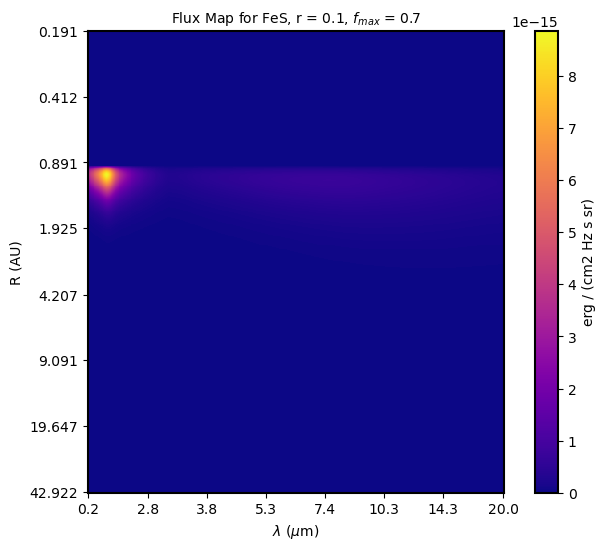 Flux Map for FeS, r = 0.1, f_max = 0.7
1e−15
0.191
0.412
0.891
1.925
4.207
9.091
19.647
42.922
R (AU)
0.2 2.8 3.8 5.3 7.4 10.3 14.3 20.0
λ (μm)
8
7
6
5
4
3
2
1
0
erg / (cm2 Hz s sr)